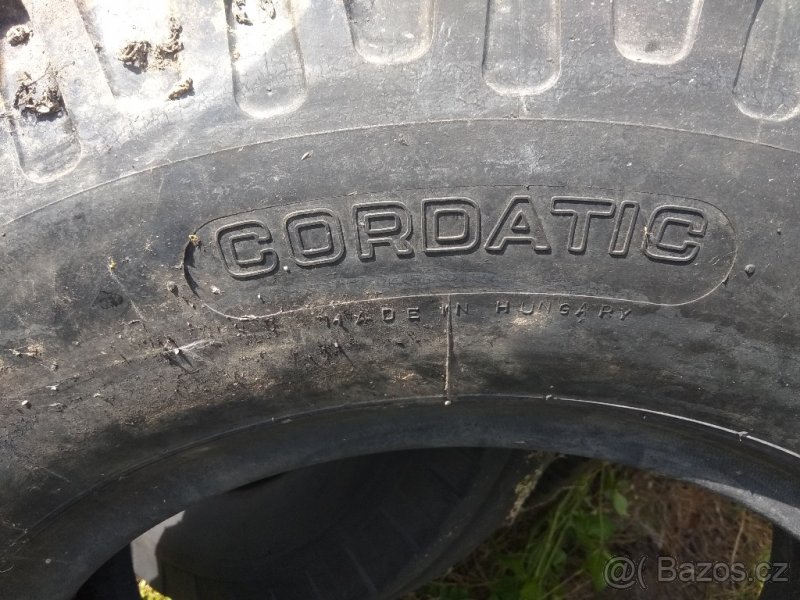 CORDATIC
MADE IN HUNGARY
@( Bazos.cz